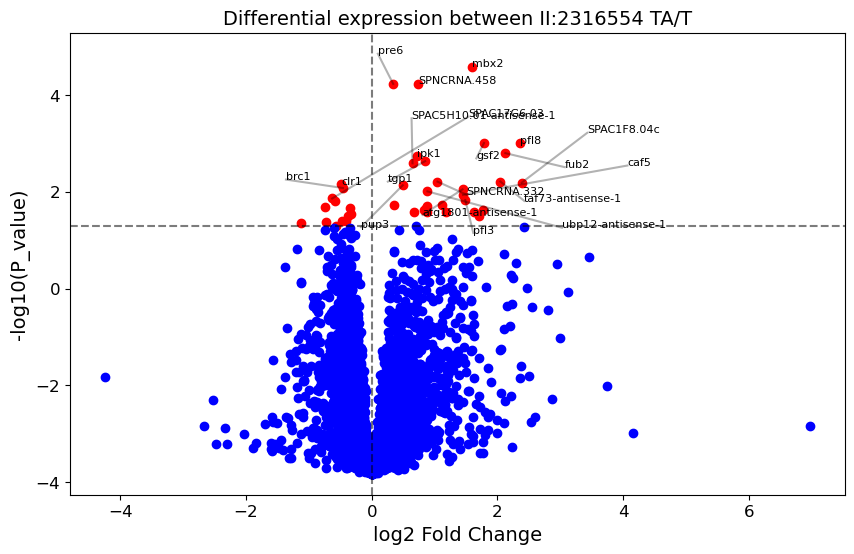 Differential expression between II:2316554 TA/T
pre6
mbx2
SPNCRNA.458
SPAC17G6.03
SPAC5H10.01-antisense-1
SPAC1F8.04c
pfl8
ipk1
gsf2
fub2
caf5
brc1
clr1
tgp1
SPNCRNA.332
taf73-antisense-1
atg1801-antisense-1
pup3
ubp12-antisense-1
pfl3
-log10(P_value)
4
2
0
−2
−4
−4
−2
0
2
4
6
log2 Fold Change